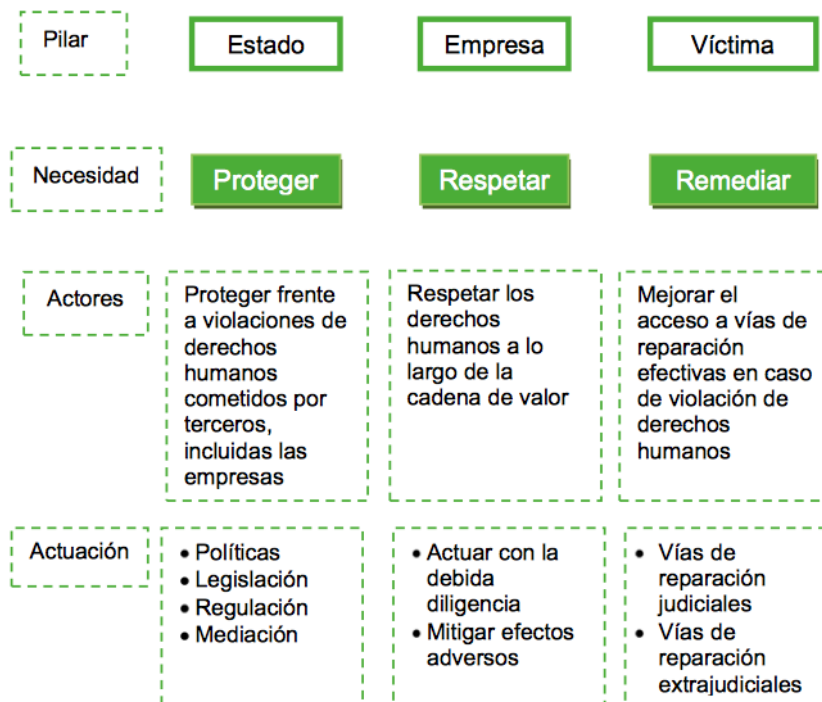 Pilar
Estado
Empresa
Víctima
Necesidad
Proteger
Respetar
Remediar
Actores
Proteger frente
a violaciones de
derechos
humanos
cometidos por
terceros,
incluidas las
empresas
Respetar los
derechos
humanos a lo
largo de la
cadena de valor
Mejorar el
acceso a vías de
reparación
efectivas en caso
de violación de
derechos
humanos
Actuación
• Políticas
• Legislación
• Regulación
• Mediación
• Actuar con la
debida
diligencia
• Mitigar efectos
adversos
• Vías de
reparación
judiciales
• Vías de
reparación
extrajudiciales